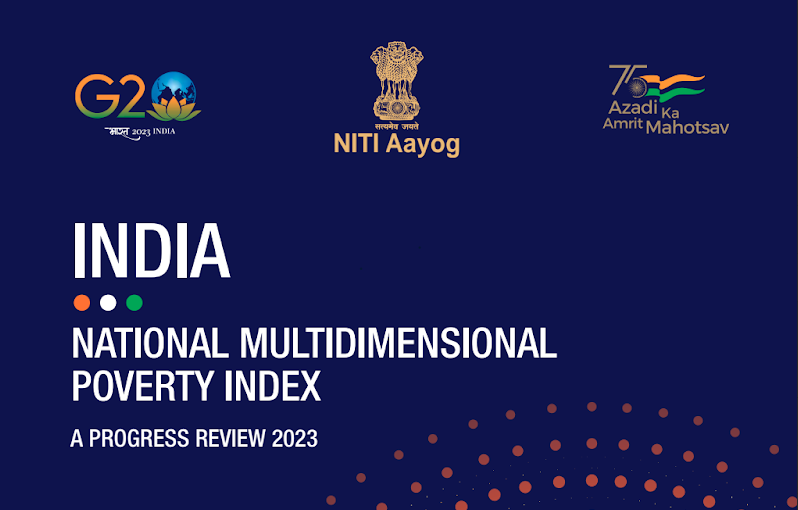 G20
भारत 2023 INDIA
सत्यमेव जयते
NITI Aayog
75
Azadi Ka
Amrit Mahotsav
INDIA
NATIONAL MULTIDIMENSIONAL
POVERTY INDEX
A PROGRESS REVIEW 2023